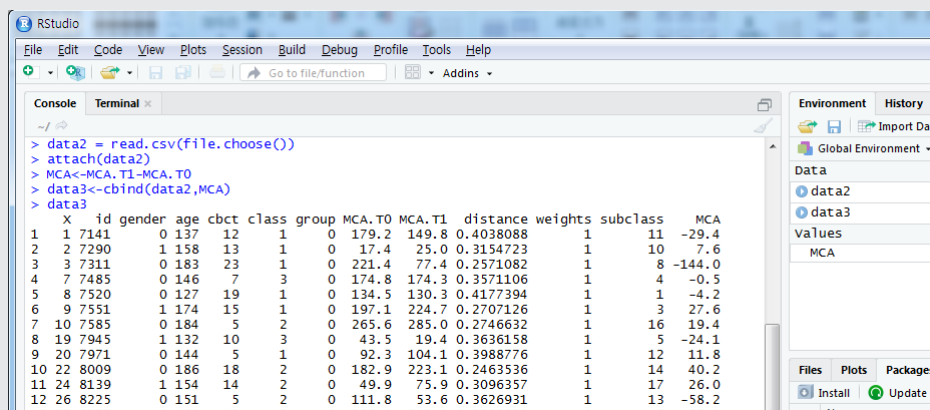 RStudio
File Edit Code View Plots Session Build Debug Profile Tools Help
Go to file/function Addins
Console Terminal
~/
> data2 = read.csv(file.choose())
> attach(data2)
> MCA<-MCA.T1-MCA.T0
> data3<-cbind(data2,MCA)
> data3
X id gender age cbct class group MCA.T0 MCA.T1 distance weights subclass MCA
1 1 7141 0 137 12 1 0 179.2 149.8 0.4038088 1 11 -29.4
2 2 7290 1 158 13 1 0 17.4 25.0 0.3154723 1 10 7.6
3 3 7311 0 183 23 1 0 221.4 77.4 0.2571082 1 8 -144.0
4 7 7485 0 146 7 3 0 174.8 174.3 0.3571106 1 4 -0.5
5 8 7520 0 127 19 1 0 134.5 130.3 0.4177394 1 1 -4.2
6 9 7551 1 174 15 1 0 197.1 224.7 0.2707126 1 3 27.6
7 10 7585 0 184 5 2 0 265.6 285.0 0.2746632 1 16 19.4
8 19 7945 1 132 10 3 0 43.5 19.4 0.3636158 1 5 -24.1
9 20 7971 0 144 5 1 0 92.3 104.1 0.3988776 1 12 11.8
10 22 8009 0 186 18 2 0 182.9 223.1 0.2463536 1 14 40.2
11 24 8139 1 154 14 2 0 49.9 75.9 0.3096357 1 17 26.0
12 26 8225 0 151 5 2 0 111.8 53.6 0.3626931 1 13 -58.2
Environment History
Import Da
Global Environment
Data
data2
data3
Values
MCA
Files Plots Package
Install Update